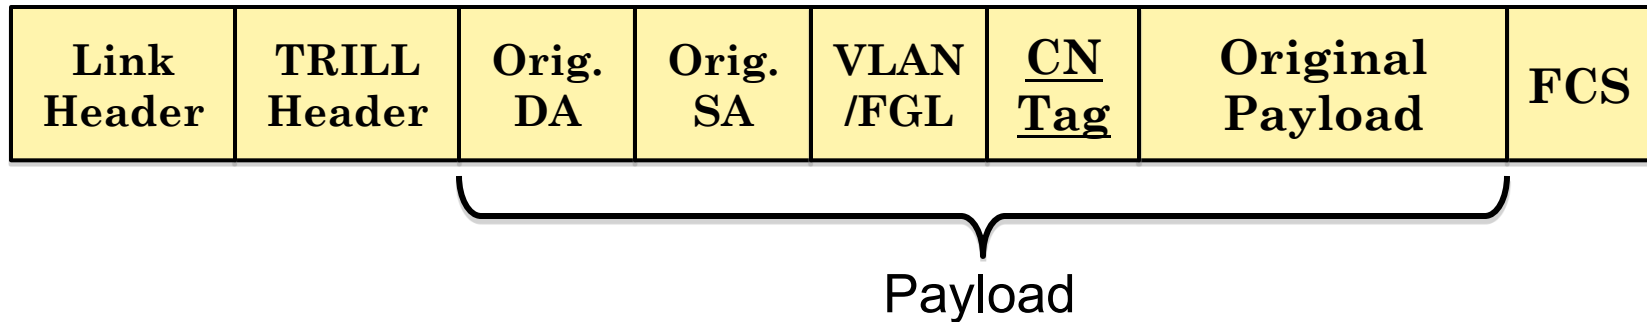 Link
Header
TRILL
Header
Orig.
DA
Orig.
SA
VLAN
/FGL
CN
Tag
Original
Payload
FCS
Payload